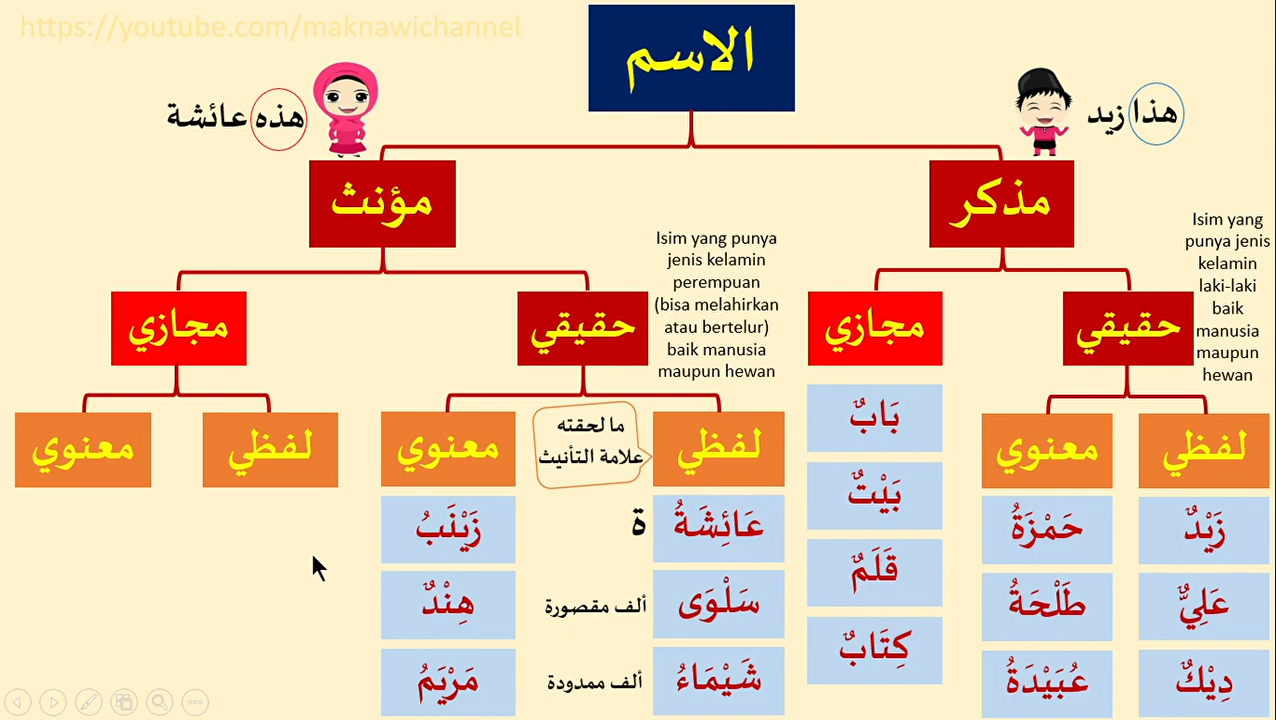 https://youtube.com/maknawichannel
الاسم
هذا زيد
هذه عائشة
مذكر
مؤنث
Isim yang
punya jenis
kelamin
laki-laki
baik
manusia
maupun
hewan
Isim yang punya
jenis kelamin
perempuan
(bisa melahirkan
atau bertelur)
baik manusia
maupun hewan
حقيقي
مجازي
حقيقي
مجازي
لفظي
معنوي
لفظي
ما لحقته
علامة التأنيث
معنوي
لفظي
معنوي
زَيْدٌ
عَلِيٌّ
دِيْكٌ
حَمْزَةُ
طَلْحَةُ
عُبَيْدَةُ
بَابٌ
بَيْتٌ
قَلَمٌ
كِتَابٌ
عَائِشَةُ
ة
سَلْوَى
ألف مقصورة
شَيْمَاءُ
ألف ممدودة
زَيْنَبُ
هِنْدٌ
مَرْيَمُ